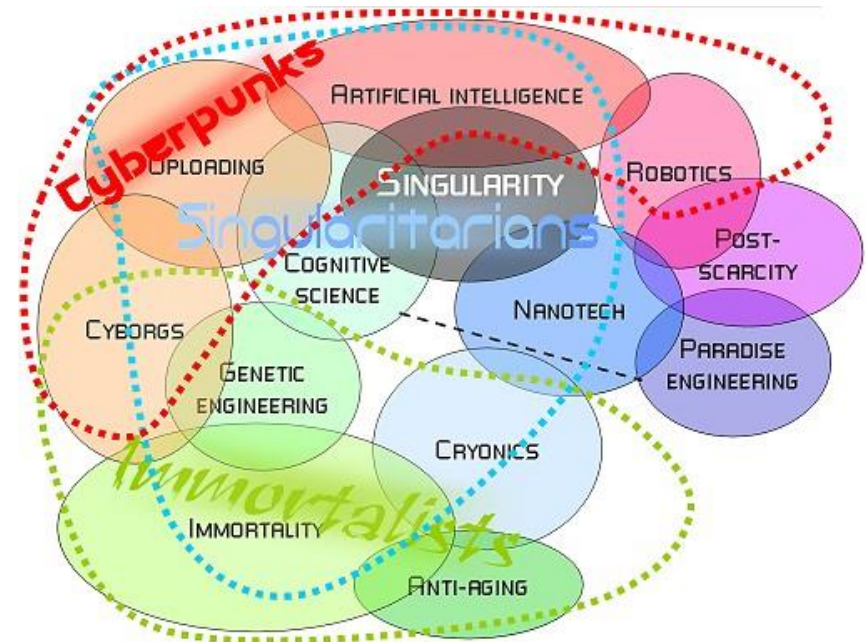 Cyberpunks
ARTIFICIAL INTELLIGENCE
UPLOADING
SINGULARITY
ROBOTICS
Singularitarians
COGNITIVE
SCIENCE
POST-
SCARCITY
CYBORGS
NANOTECH
PARADISE
ENGINEERING
GENETIC
ENGINEERING
CRYONICS
Immortalists
IMMORTALITY
ANTI-AGING